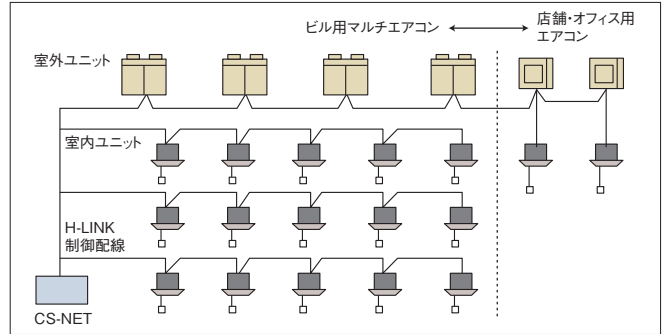 ビル用マルチエアコン
店舗・オフィス用
エアコン
室外ユニット
室内ユニット
H-LINK
制御配線
CS-NET